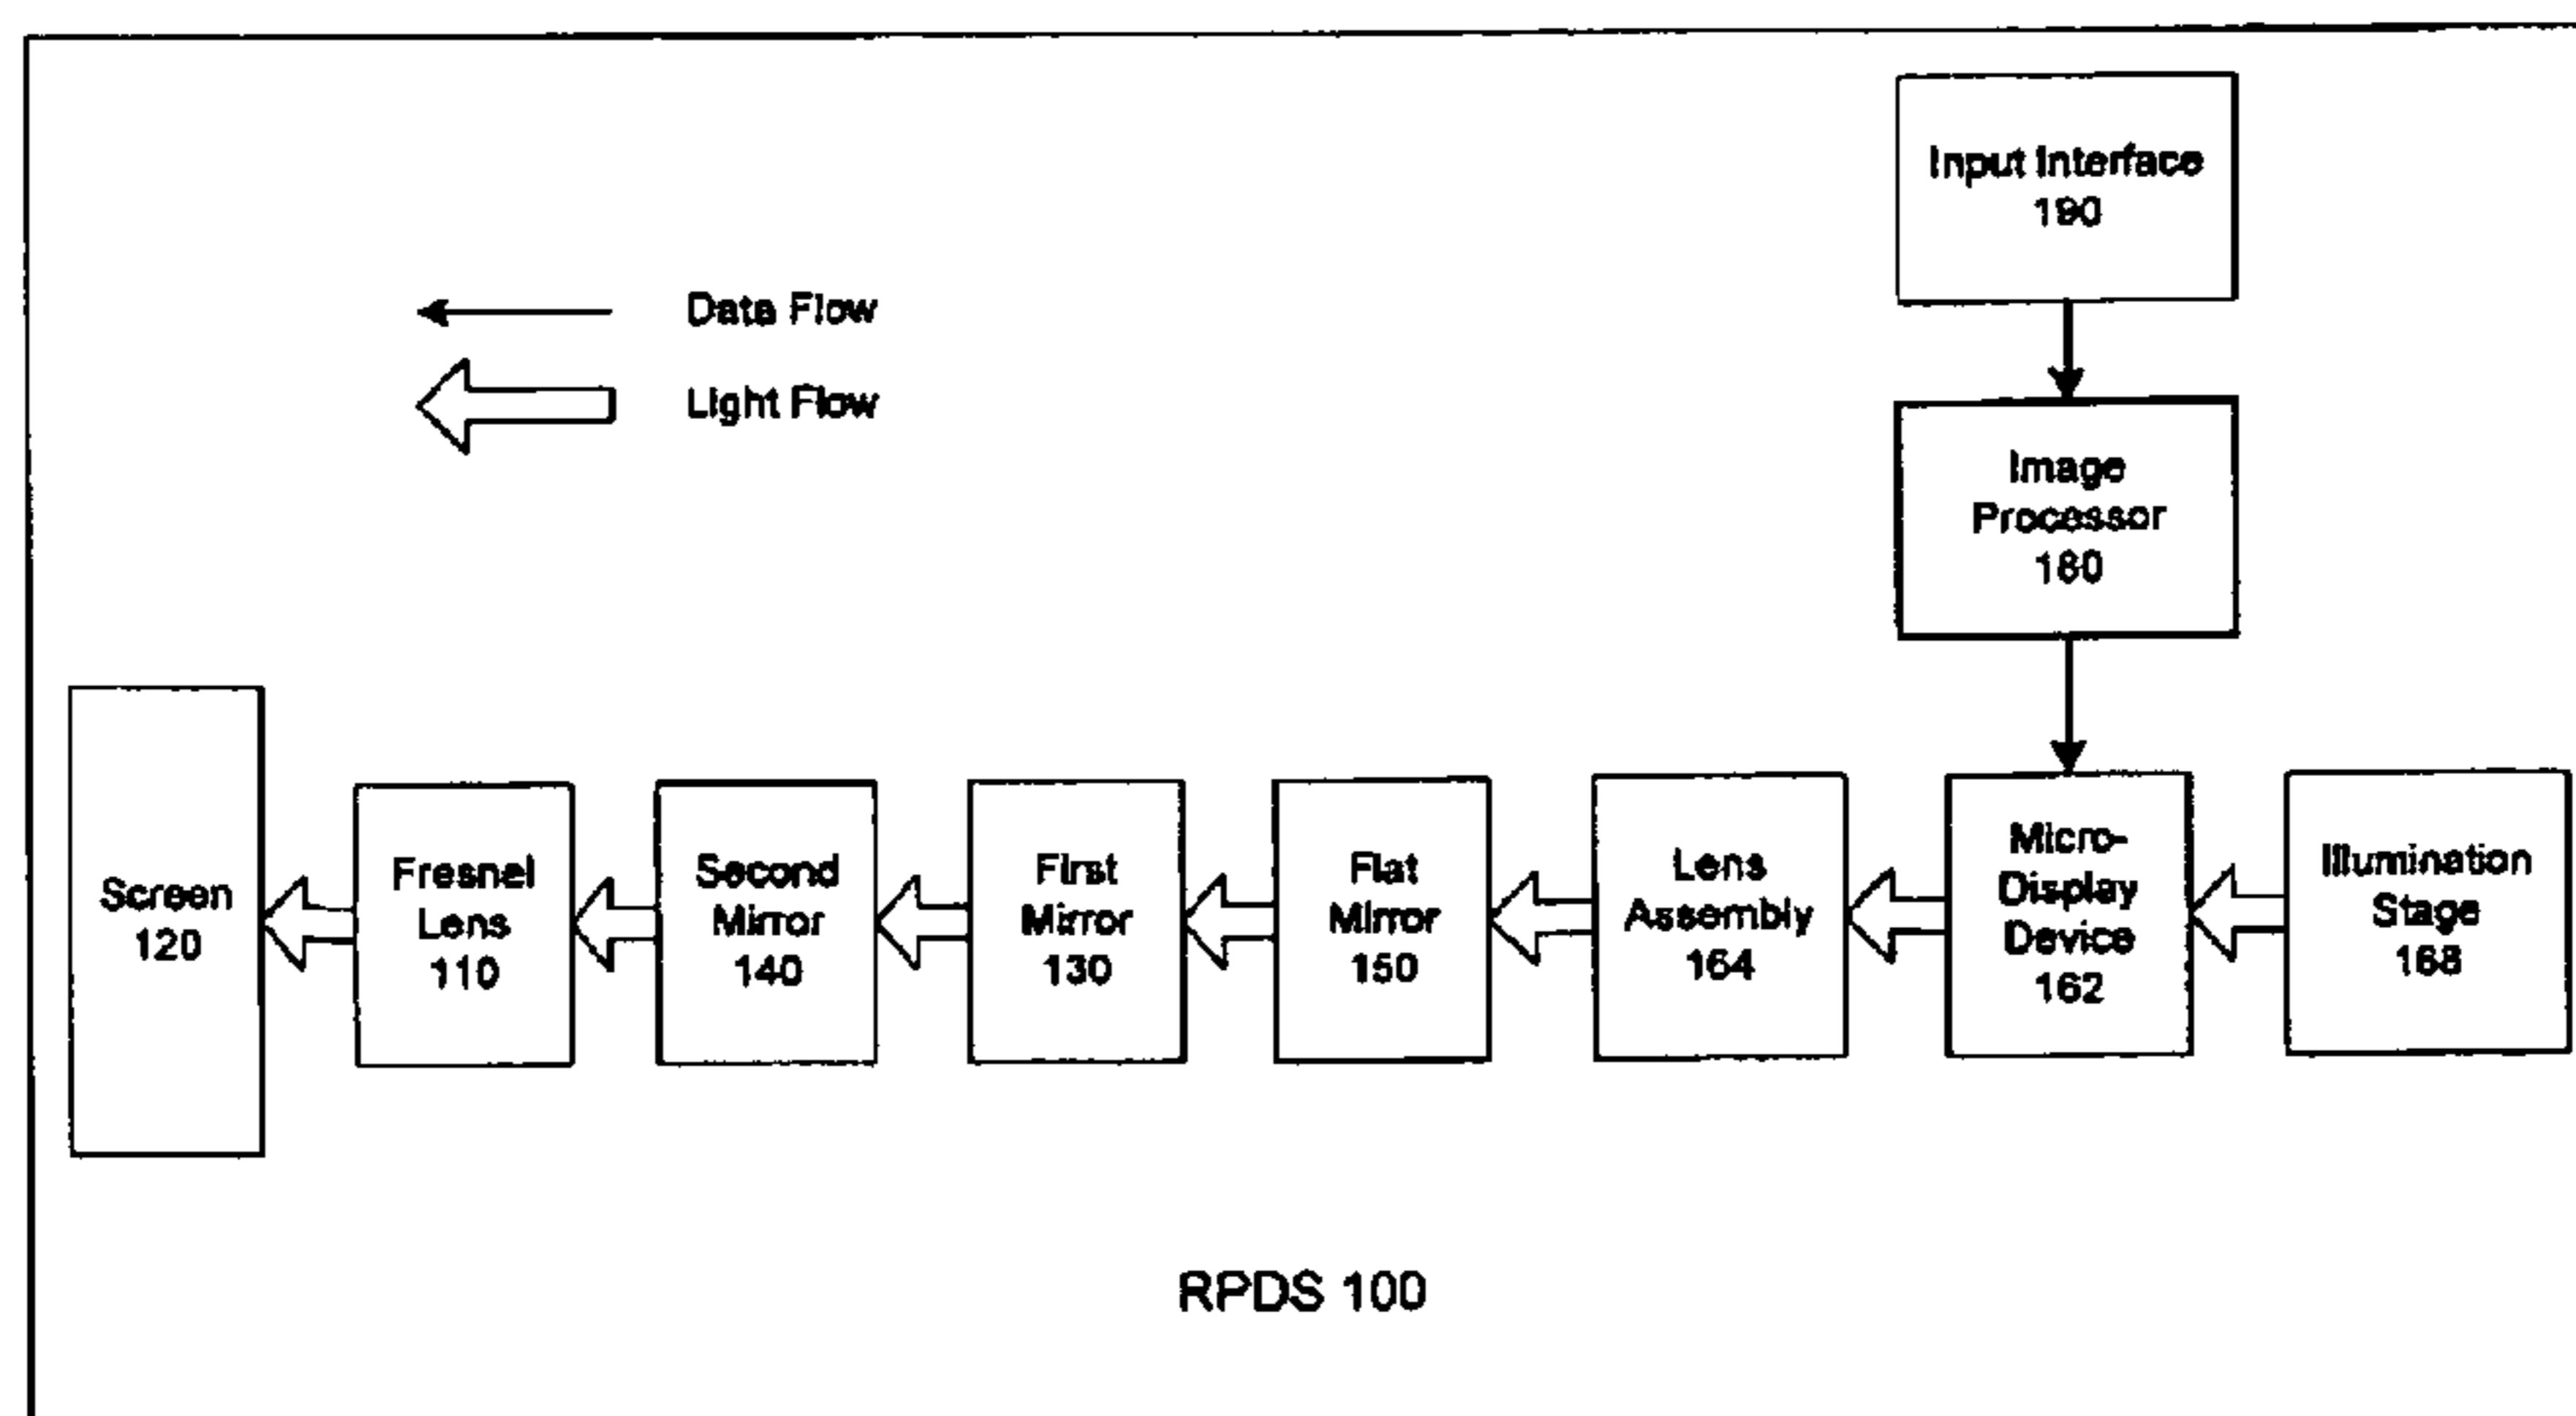 Input Interface
190
Data Flow
Light Flow
Image
Processor
180
Screen
120
Fresnel
Lens
110
Second
Mirror
140
First
Mirror
130
Flat
Mirror
150
Lens
Assembly
164
Micro-
Display
Device
162
Illumination
Stage
168
RPDS 100